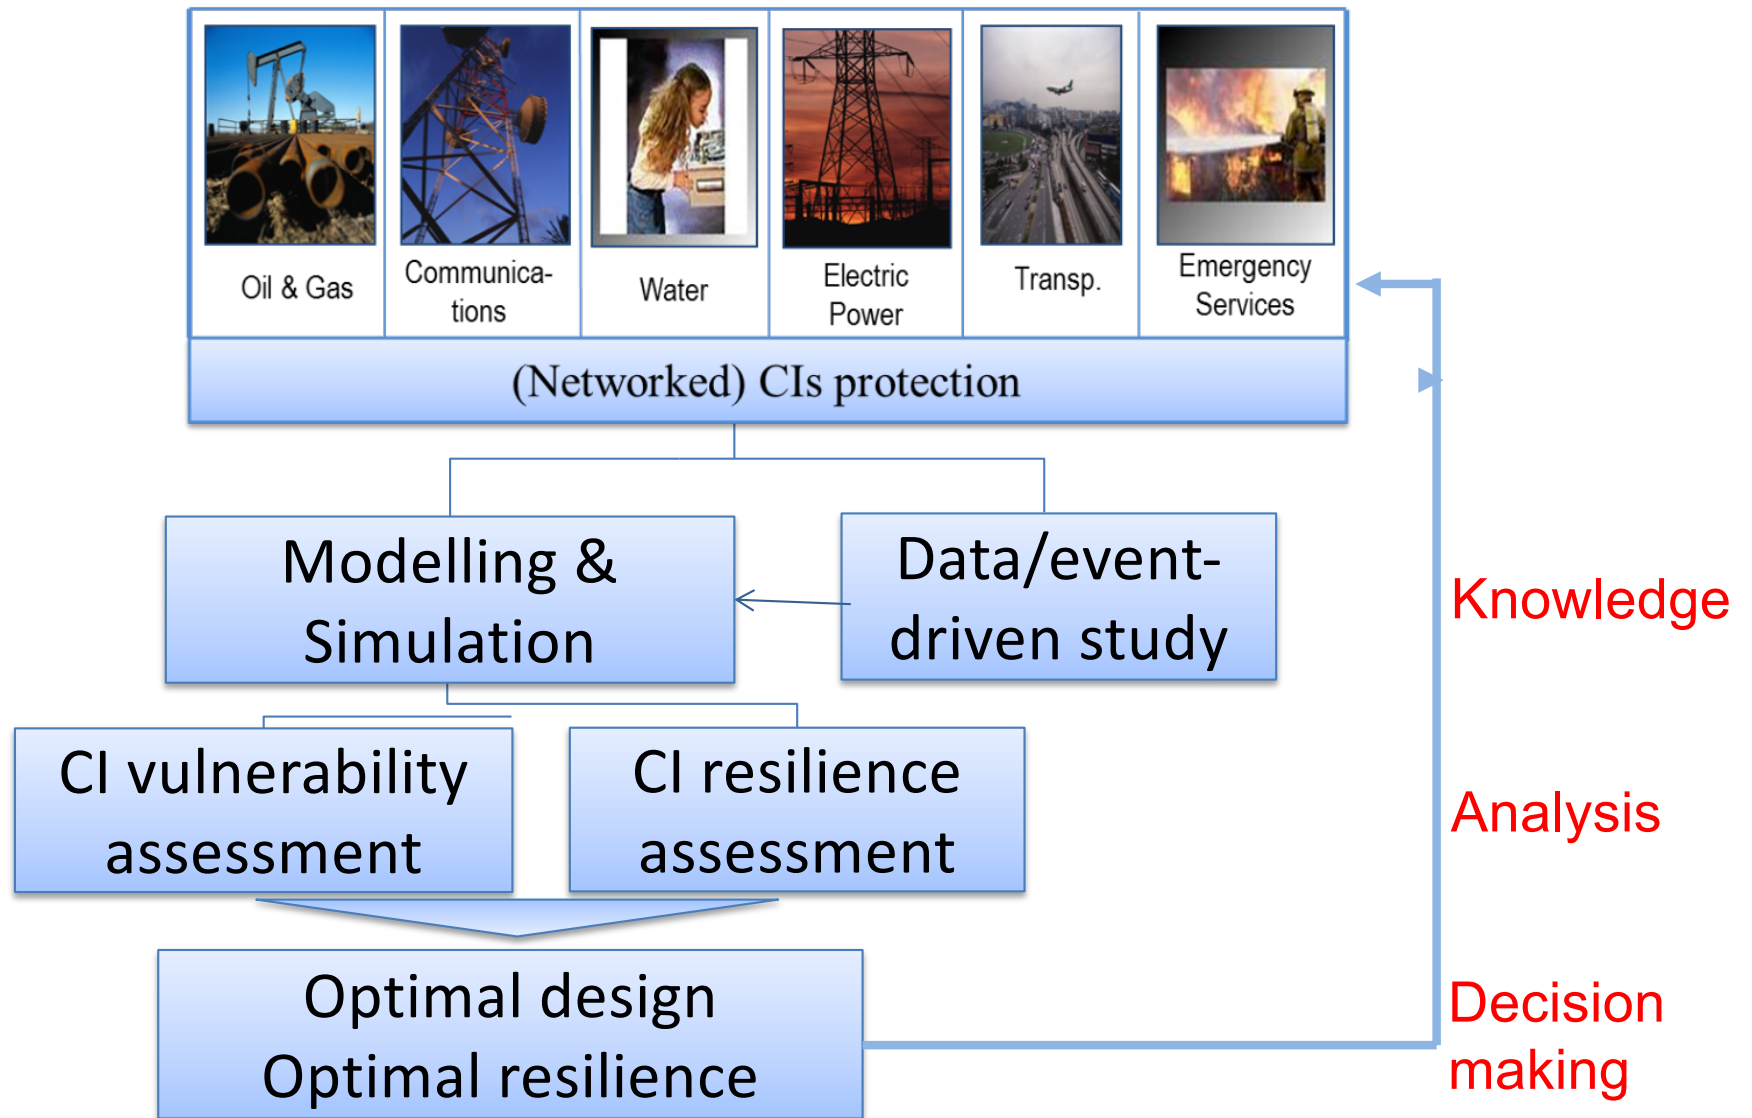 Oil & Gas
Communica-
tions
Water
Electric
Power
Transp.
Emergency
Services
(Networked) CIs protection
Modelling &
Simulation
Data/event-
driven study
Knowledge
CI vulnerability
assessment
CI resilience
assessment
Analysis
Optimal design
Optimal resilience
Decision
making